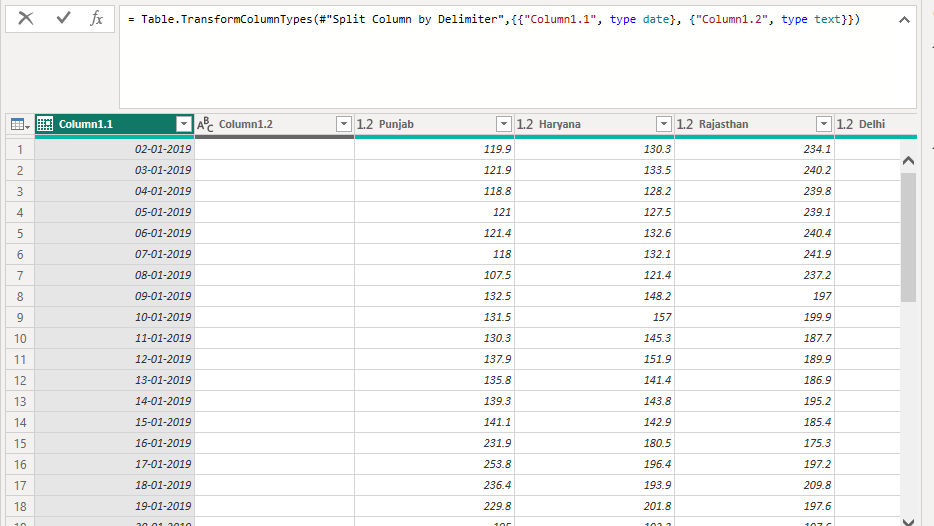 fx = Table.TransformColumnTypes(#"Split Column by Delimiter",{{"Column1.1", type date}, {"Column1.2", type text}})
Column1.1 ABC Column1.2 1.2 Punjab 1.2 Haryana 1.2 Rajasthan 1.2 Delhi
1 02-01-2019 119.9 130.3 234.1
2 03-01-2019 121.9 133.5 240.2
3 04-01-2019 118.8 128.2 239.8
4 05-01-2019 121 127.5 239.1
5 06-01-2019 121.4 132.6 240.4
6 07-01-2019 118 132.1 241.9
7 08-01-2019 107.5 121.4 237.2
8 09-01-2019 132.5 148.2 197
9 10-01-2019 131.5 157 199.9
10 11-01-2019 130.3 145.3 187.7
11 12-01-2019 137.9 151.9 189.9
12 13-01-2019 135.8 141.4 186.9
13 14-01-2019 139.3 143.8 195.2
14 15-01-2019 141.1 142.9 185.4
15 16-01-2019 231.9 180.5 175.3
16 17-01-2019 253.8 196.4 197.2
17 18-01-2019 236.4 193.9 209.8
18 19-01-2019 229.8 201.8 197.6